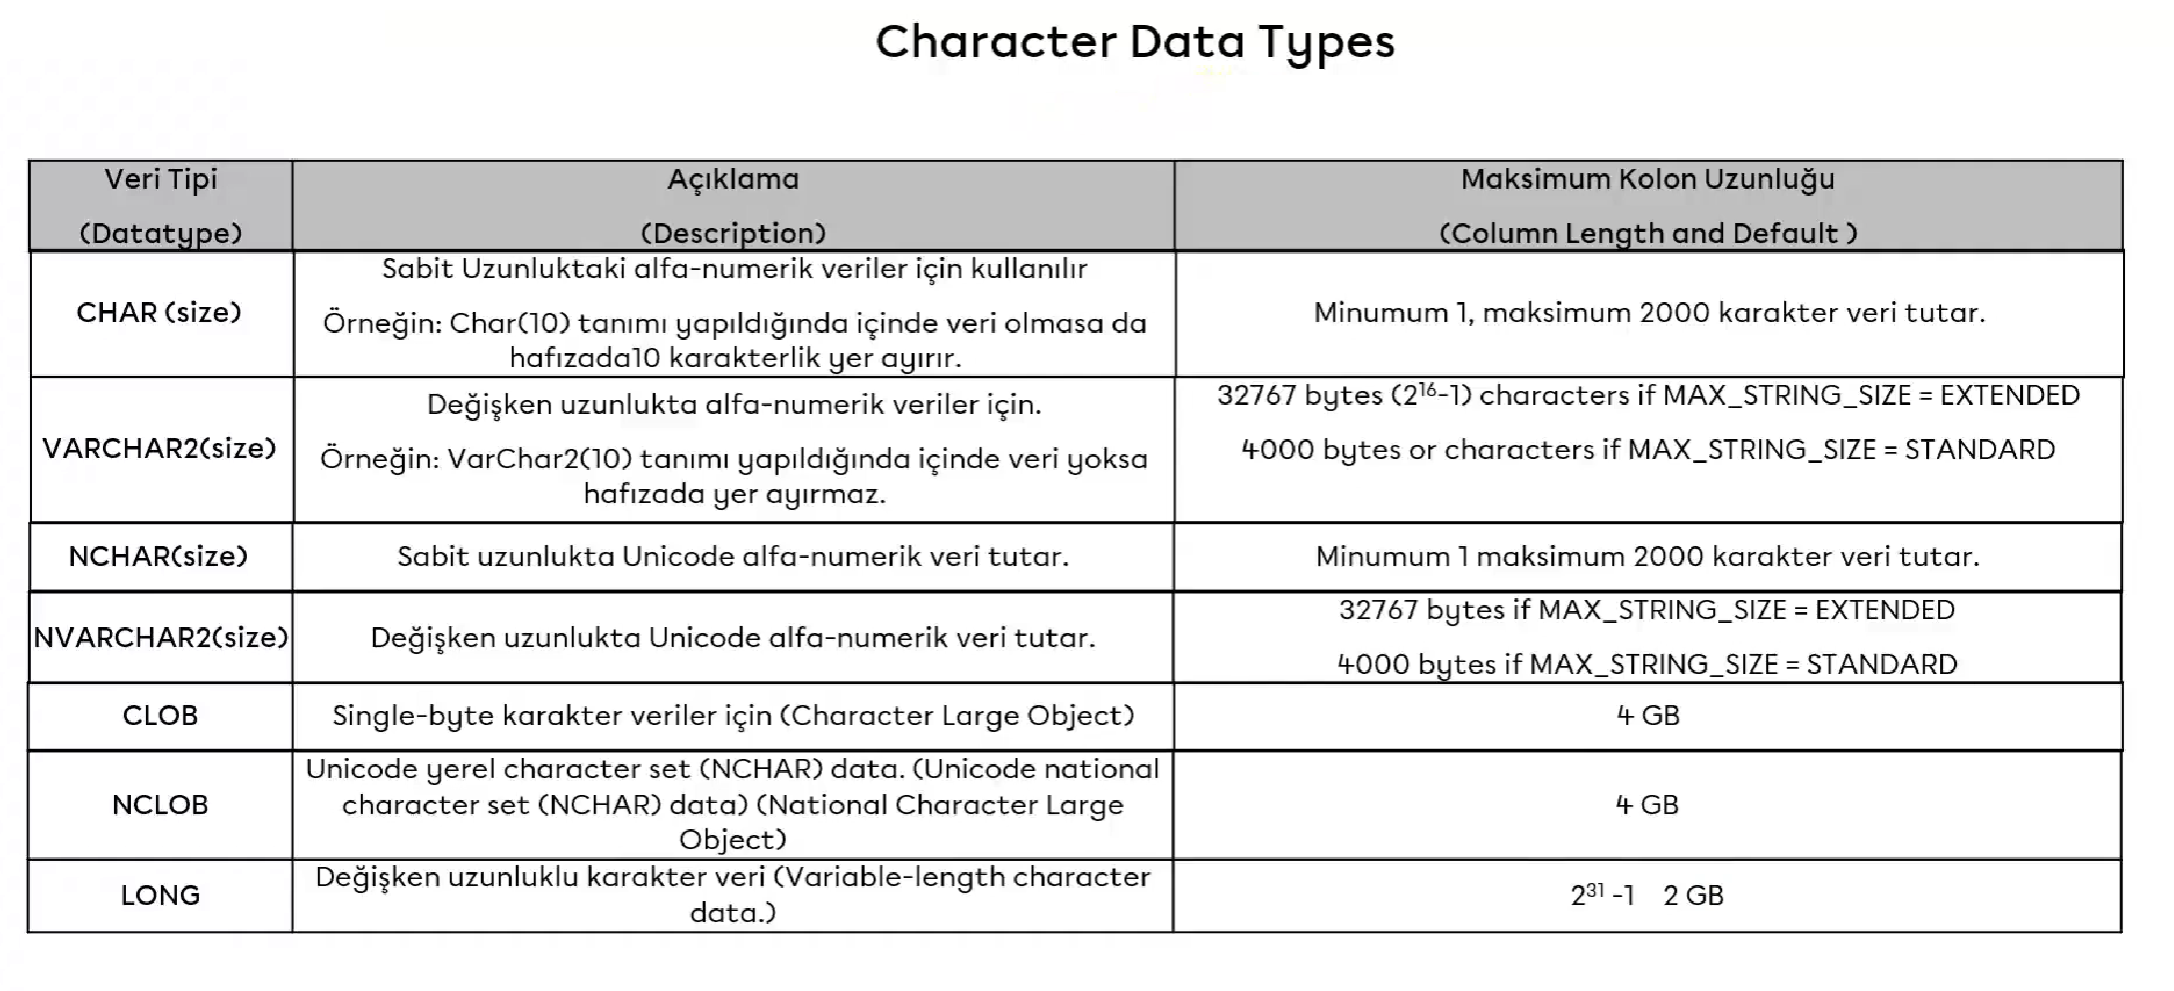 Character Data Types
Veri Tipi
(Datatype)
Açıklama
(Description)
Maksimum Kolon Uzunluğu
(Column Length and Default )
CHAR (size)
Sabit Uzunluktaki alfa-numerik veriler için kullanılır
Örneğin: Char(10) tanımı yapıldığında içinde veri olmasa da
hafızada10 karakterlik yer ayırır.
Minumum 1, maksimum 2000 karakter veri tutar.
VARCHAR2(size)
Değişken uzunlukta alfa-numerik veriler için.
Örneğin: VarChar2(10) tanımı yapıldığında içinde veri yoksa
hafızada yer ayırmaz.
32767 bytes (2¹⁶-1) characters if MAX_STRING_SIZE = EXTENDED
4000 bytes or characters if MAX_STRING_SIZE = STANDARD
NCHAR(size)
Sabit uzunlukta Unicode alfa-numerik veri tutar.
Minumum 1 maksimum 2000 karakter veri tutar.
NVARCHAR2(size)
Değişken uzunlukta Unicode alfa-numerik veri tutar.
32767 bytes if MAX_STRING_SIZE = EXTENDED
4000 bytes if MAX_STRING_SIZE = STANDARD
CLOB
Single-byte karakter veriler için (Character Large Object)
4 GB
NCLOB
Unicode yerel character set (NCHAR) data. (Unicode national
character set (NCHAR) data) (National Character Large
Object)
4 GB
LONG
Değişken uzunluklu karakter veri (Variable-length character
data.)
2³¹ -1 2 GB